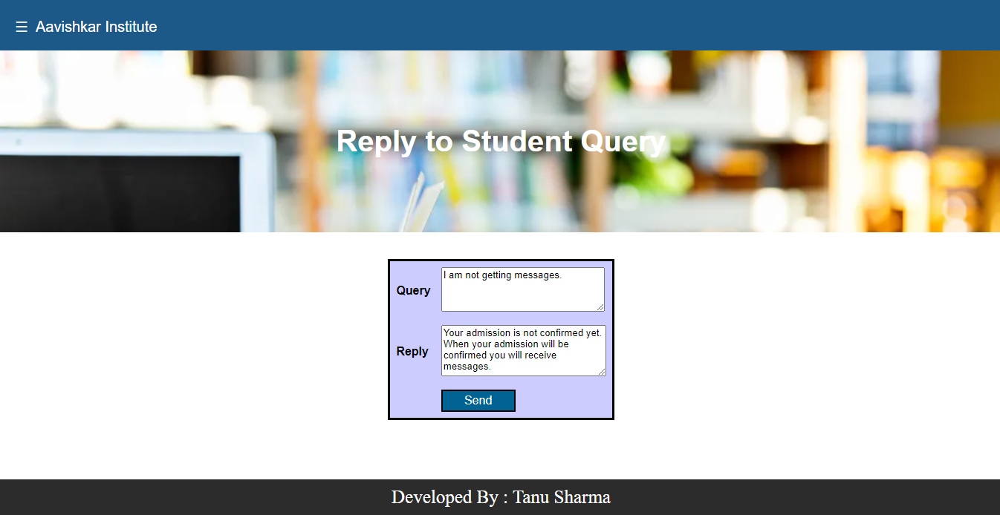 ☰ Aavishkar Institute
Reply to Student Query
Query
I am not getting messages.
Reply
Your admission is not confirmed yet.
When your admission will be
confirmed you will receive
messages.
Send
Developed By : Tanu Sharma